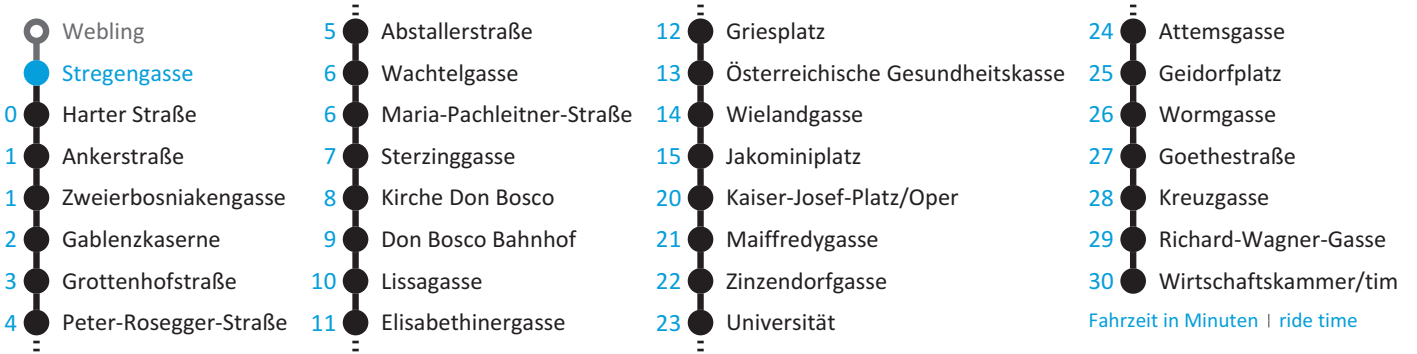 Webling
Stregengasse
0 Harter Straße
1 Ankerstraße
1 Zweierbosniakengasse
2 Gablenzkaserne
3 Grottenhofstraße
4 Peter-Rosegger-Straße
5 Abstallerstraße
6 Wachtelgasse
6 Maria-Pachleitner-Straße
7 Sterzinggasse
8 Kirche Don Bosco
9 Don Bosco Bahnhof
10 Lissagasse
11 Elisabethinergasse
12 Griesplatz
13 Österreichische Gesundheitskasse
14 Wielandgasse
15 Jakominiplatz
20 Kaiser-Josef-Platz/Oper
21 Maiffredygasse
22 Zinzendorfgasse
23 Universität
24 Attemsgasse
25 Geidorfplatz
26 Wormgasse
27 Goethestraße
28 Kreuzgasse
29 Richard-Wagner-Gasse
30 Wirtschaftskammer/tim
Fahrzeit in Minuten | ride time